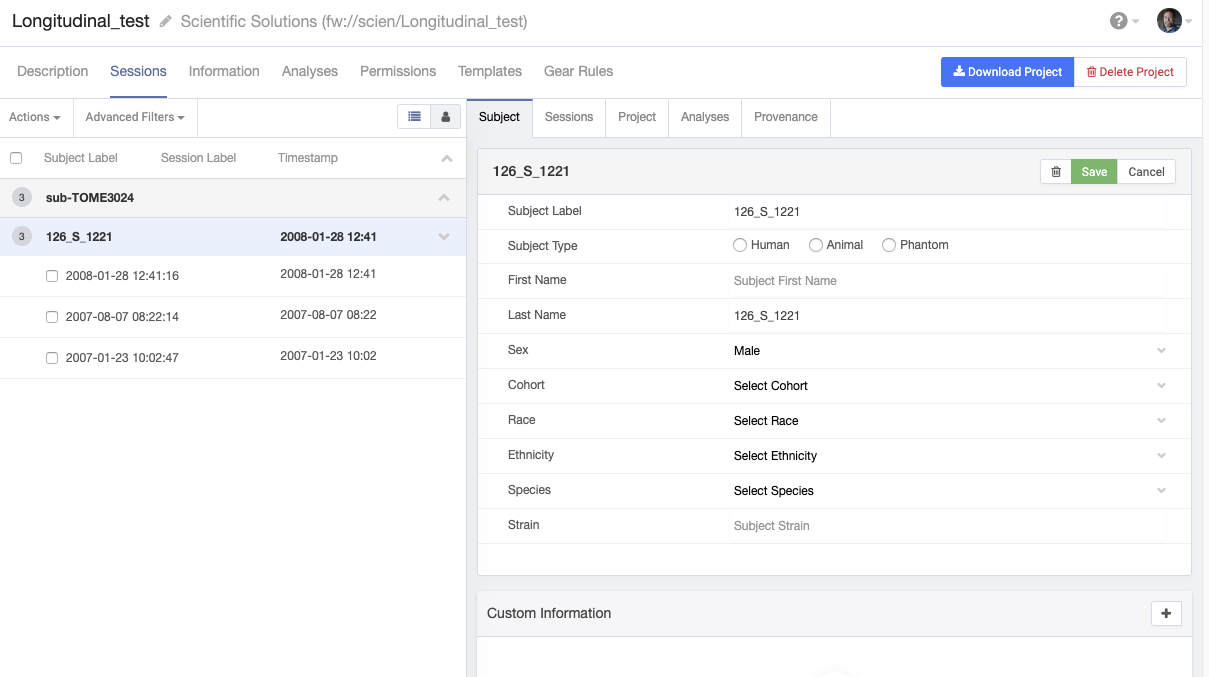 Longitudinal_test Scientific Solutions (fw://scien/Longitudinal_test)
Description Sessions Information Analyses Permissions Templates Gear Rules Download Project Delete Project
Actions Advanced Filters
Subject Sessions Project Analyses Provenance
Subject Label Session Label Timestamp
3 sub-TOME3024
3 126_S_1221 2008-01-28 12:41
2008-01-28 12:41:16 2008-01-28 12:41
2007-08-07 08:22:14 2007-08-07 08:22
2007-01-23 10:02:47 2007-01-23 10:02
126_S_1221 Save Cancel
Subject Label 126_S_1221
Subject Type Human Animal Phantom
First Name Subject First Name
Last Name 126_S_1221
Sex Male
Cohort Select Cohort
Race Select Race
Ethnicity Select Ethnicity
Species Select Species
Strain Subject Strain
Custom Information